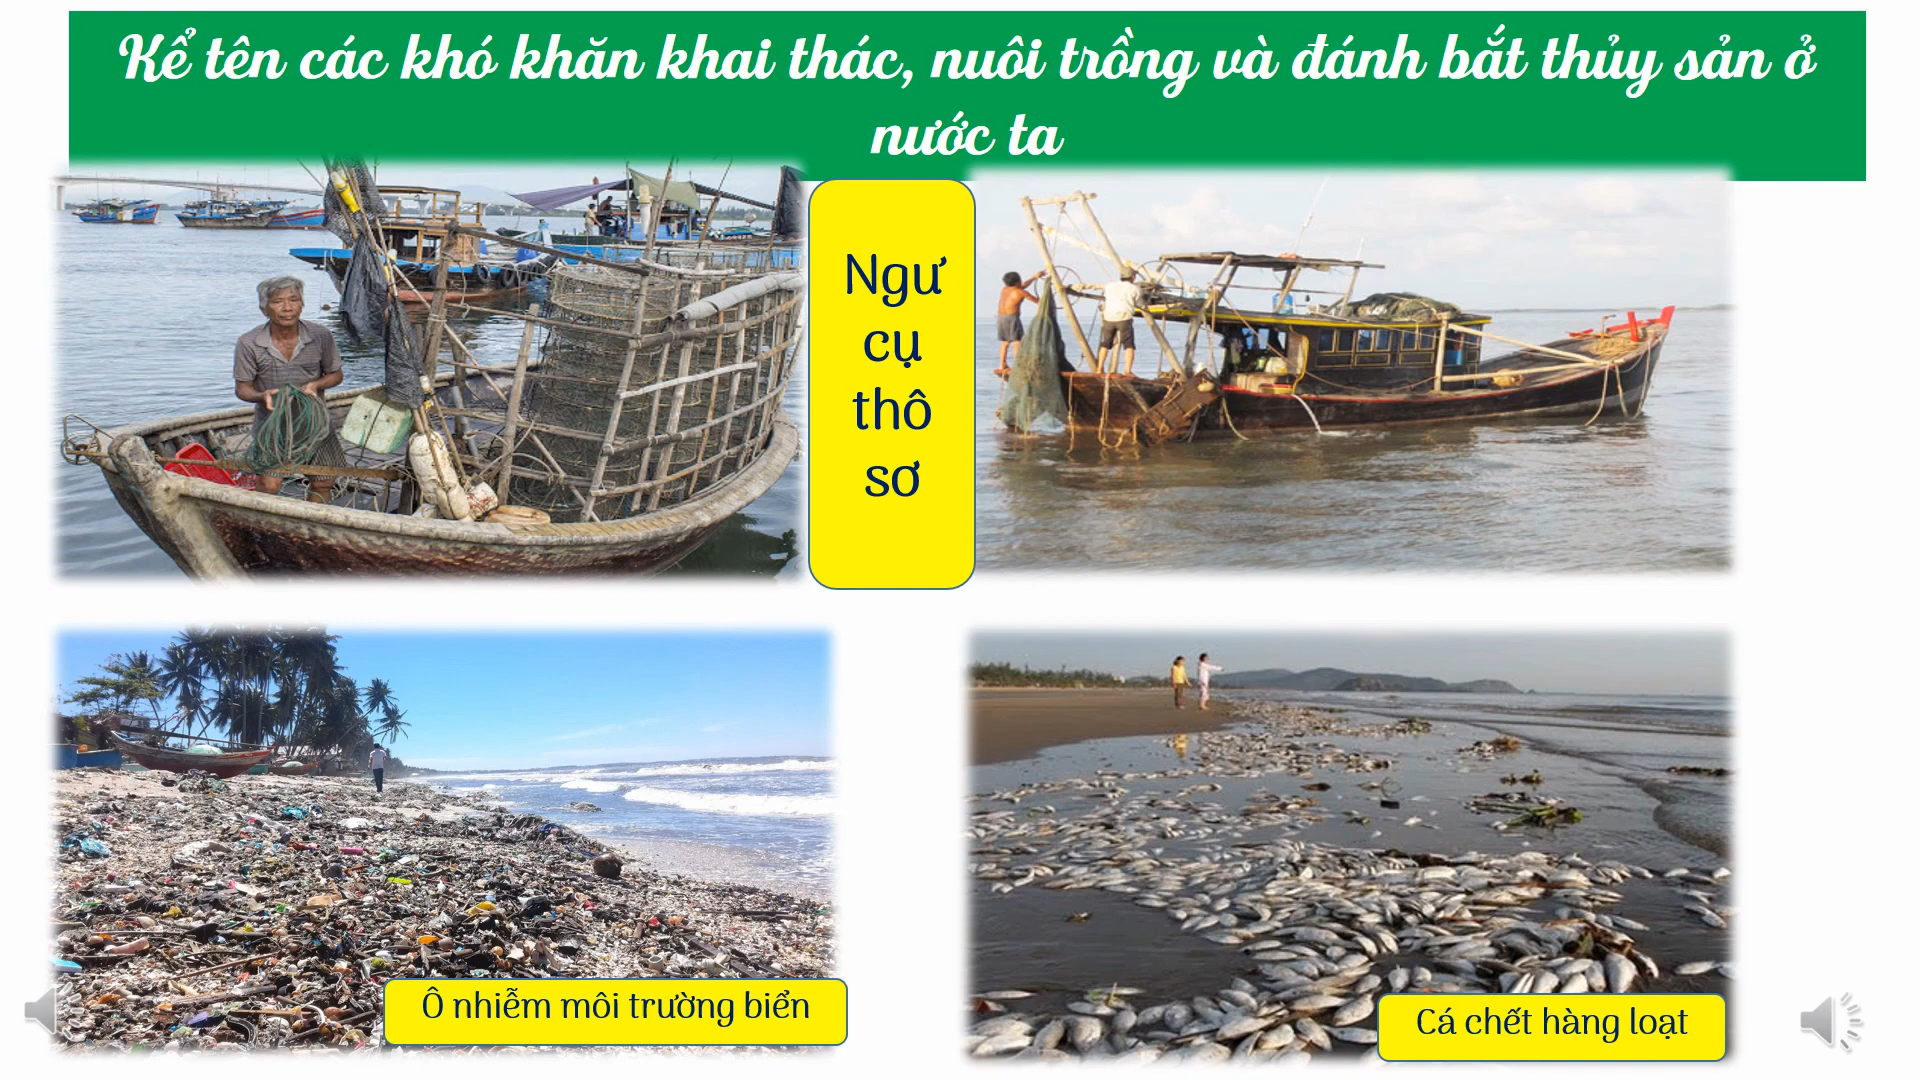 Kể tên các khó khăn khai thác, nuôi trồng và đánh bắt thủy sản ở
nước ta
Ngư
cụ
thô
sơ
Ô nhiễm môi trường biển
Cá chết hàng loạt